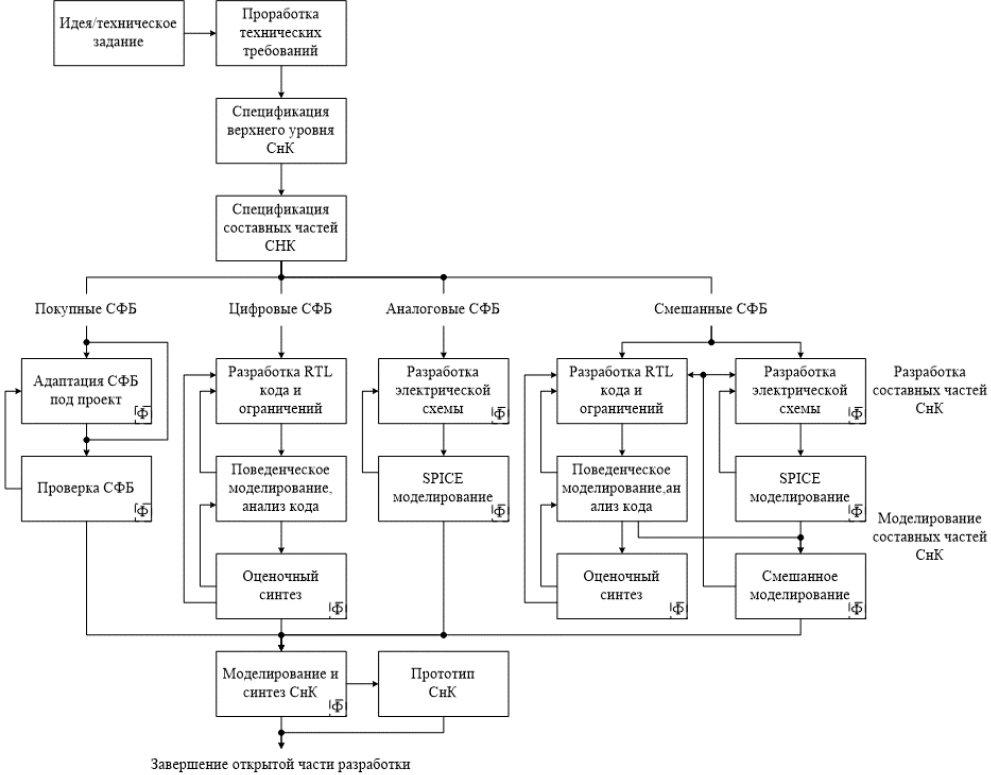 Идея/техническое
задание
Проработка
технических
требований
Спецификация
верхнего уровня
СнК
Спецификация
составных частей
СНК
Покупные СФБ
Цифровые СФБ
Аналоговые СФБ
Смешанные СФБ
Адаптация СФБ
под проект
Ф
Разработка RTL
кода и
ограничений
Разработка
электрической
схемы
Ф
Разработка RTL
кода и
ограничений
Разработка
электрической
схемы
Ф
Разработка
составных частей
СнК
Проверка СФБ
Ф
Поведенческое
моделирование,
анализ кода
SPICE
моделирование
Ф
Поведенческое
моделирование,ан
ализ кода
SPICE
моделирование
Ф
Моделирование
составных частей
СнК
Оценочный
синтез
Ф
Оценочный
синтез
Ф
Смешанное
моделирование
Ф
Моделирование и
синтез СнК
Ф
Прототип
СнК
Завершение открытой части разработки